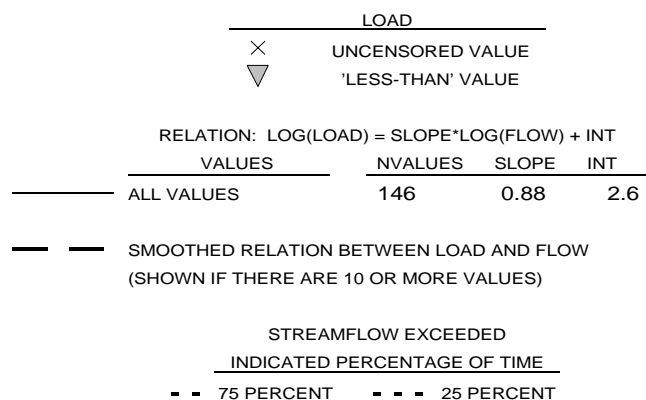 LOAD
UNCENSORED VALUE
'LESS-THAN' VALUE
RELATION: LOG(LOAD) = SLOPE*LOG(FLOW) + INT
VALUES NVALUES SLOPE INT
ALL VALUES 146 0.88 2.6
SMOOTHED RELATION BETWEEN LOAD AND FLOW
(SHOWN IF THERE ARE 10 OR MORE VALUES)
STREAMFLOW EXCEEDED
INDICATED PERCENTAGE OF TIME
75 PERCENT 25 PERCENT